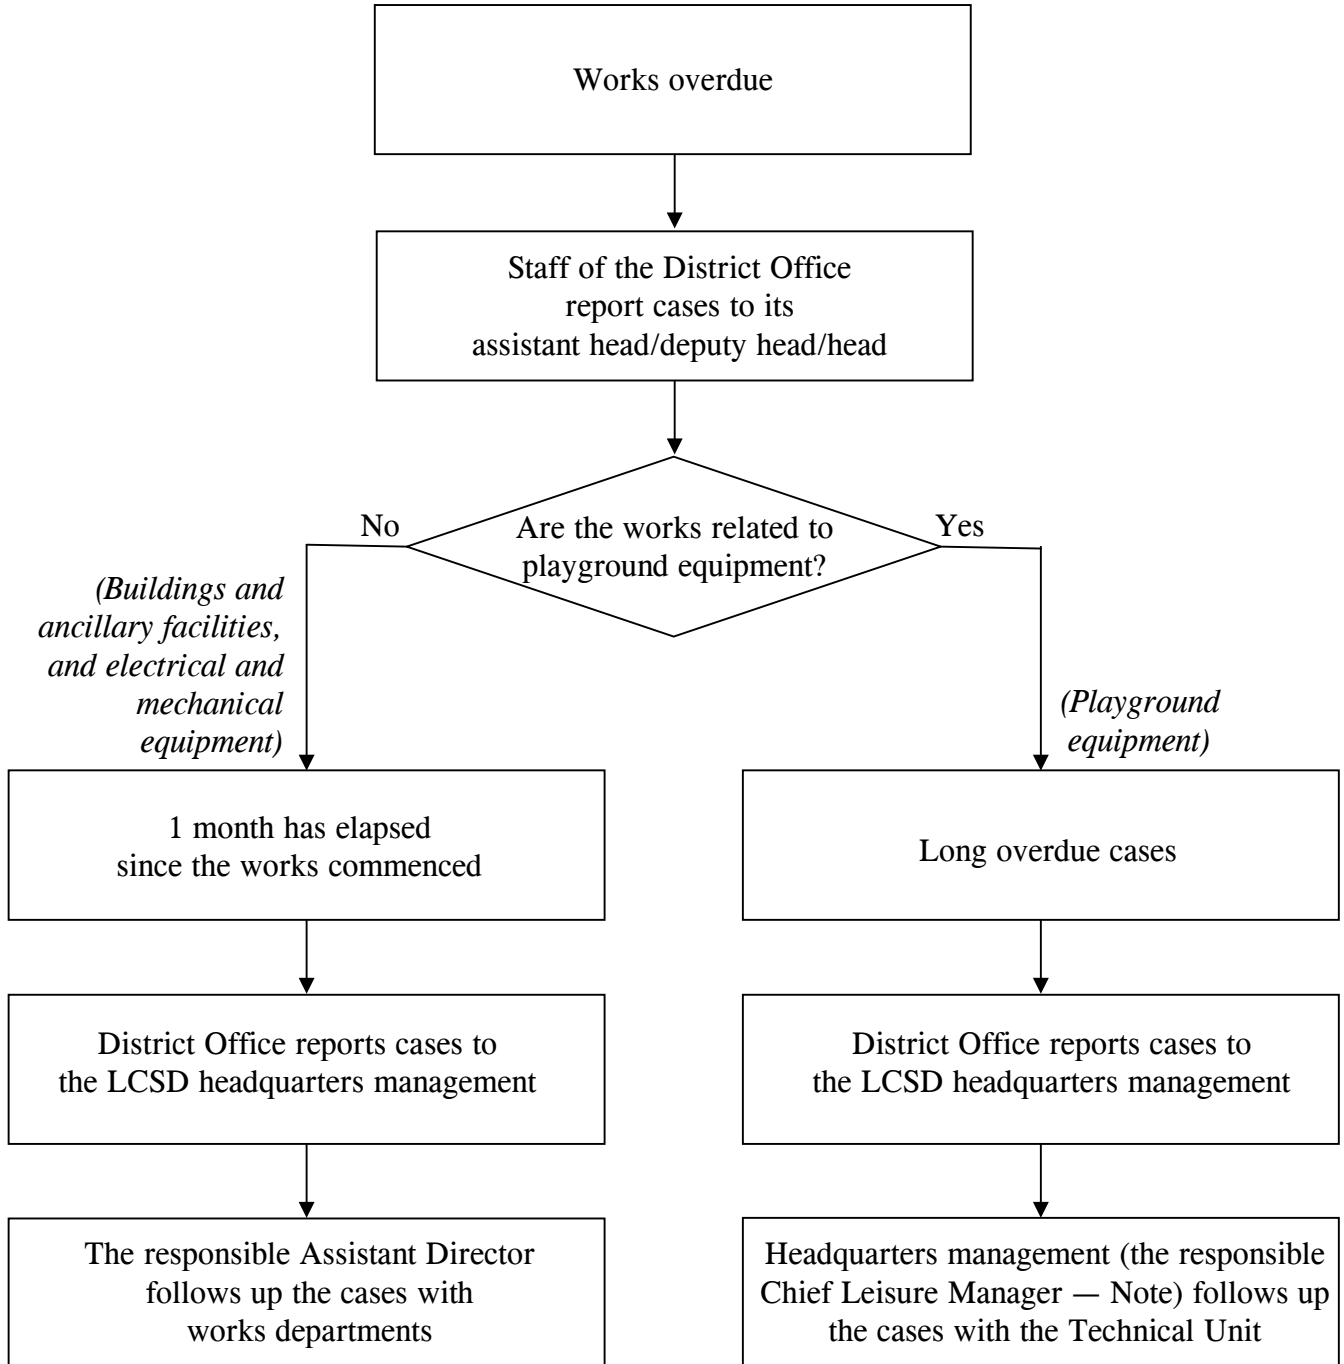 Works overdue
Staff of the District Office
report cases to its
assistant head/deputy head/head
Are the works related to
playground equipment?
No
Yes
(Buildings and
ancillary facilities,
and electrical and
mechanical
equipment)
(Playground
equipment)
1 month has elapsed
since the works commenced
Long overdue cases
District Office reports cases to
the LCSD headquarters management
District Office reports cases to
the LCSD headquarters management
The responsible Assistant Director
follows up the cases with
works departments
Headquarters management (the responsible
Chief Leisure Manager — Note) follows up
the cases with the Technical Unit